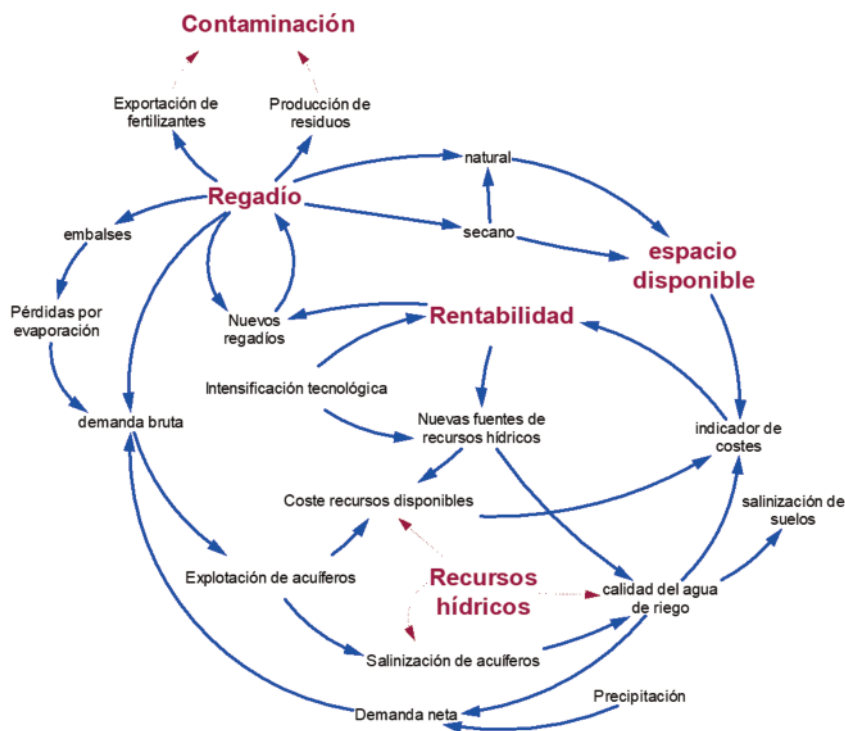 Contaminación
Exportación de
fertilizantes
Producción de
residuos
natural
Regadío
secano
embalses
espacio
disponible
Pérdidas por
evaporación
Nuevos
regadíos
Rentabilidad
Intensificación tecnológica
demanda bruta
Nuevas fuentes de
recursos hídricos
indicador de
costes
Coste recursos disponibles
salinización de
suelos
Explotación de acuíferos
Recursos
hídricos
calidad del agua
de riego
Salinización de acuíferos
Precipitación
Demanda neta